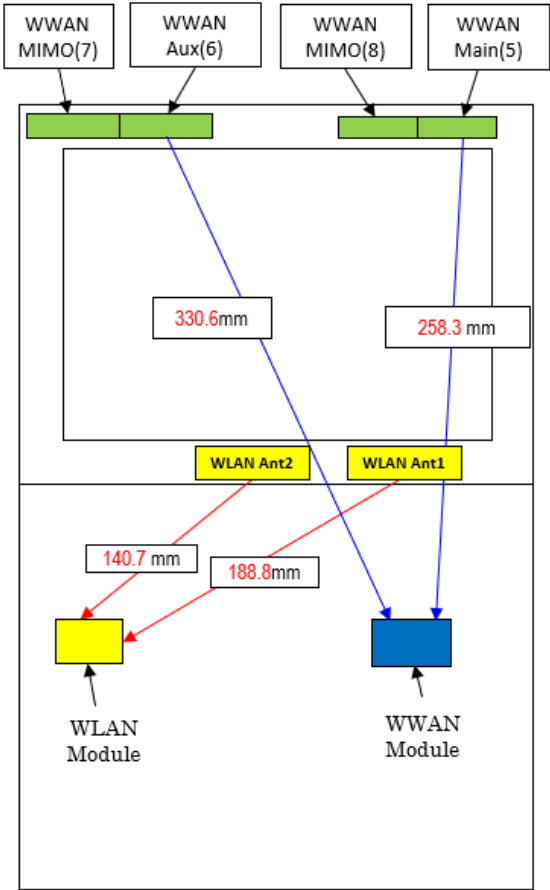 WWAN
MIMO(7)
WWAN
Aux(6)
WWAN
MIMO(8)
WWAN
Main(5)
330.6mm
258.3 mm
WLAN Ant2
WLAN Ant1
140.7 mm
188.8mm
WLAN
Module
WWAN
Module